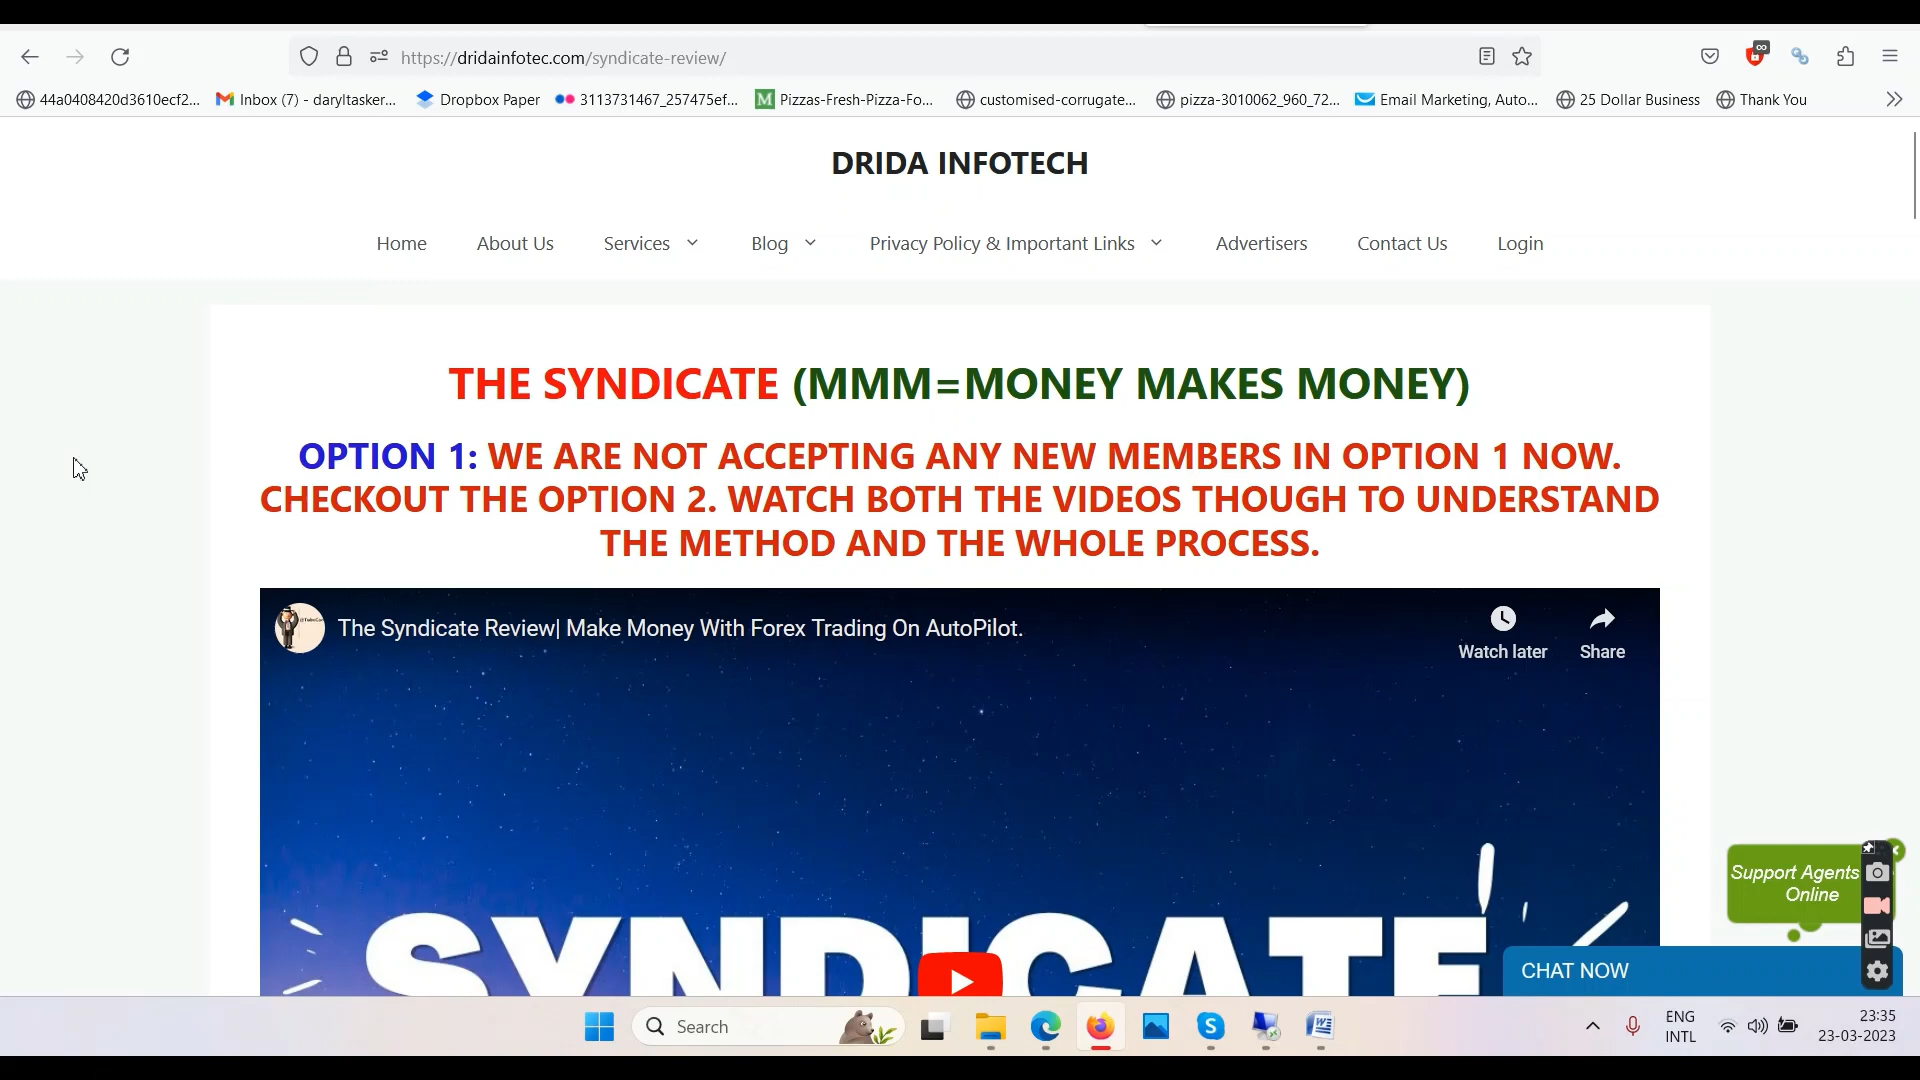 https://dridainfotec.com/syndicate-review/
44a0408420d3610ecf2...
Inbox (7) - daryltasker...
Dropbox Paper
3113731467_257475ef...
M Pizzas-Fresh-Pizza-Fo...
customised-corrugate...
pizza-3010062_960_72...
Email Marketing, Auto...
25 Dollar Business
Thank You
DRIDA INFOTECH
Home
About Us
Services
Blog
Privacy Policy & Important Links
Advertisers
Contact Us
Login
THE SYNDICATE (MMM=MONEY MAKES MONEY)
OPTION 1: WE ARE NOT ACCEPTING ANY NEW MEMBERS IN OPTION 1 NOW.
CHECKOUT THE OPTION 2. WATCH BOTH THE VIDEOS THOUGH TO UNDERSTAND
THE METHOD AND THE WHOLE PROCESS.
The Syndicate Review| Make Money With Forex Trading On AutoPilot.
Watch later
Share
SYNDICATE
Support Agents
Online
CHAT NOW
Search
ENG
INTL
23:35
23-03-2023